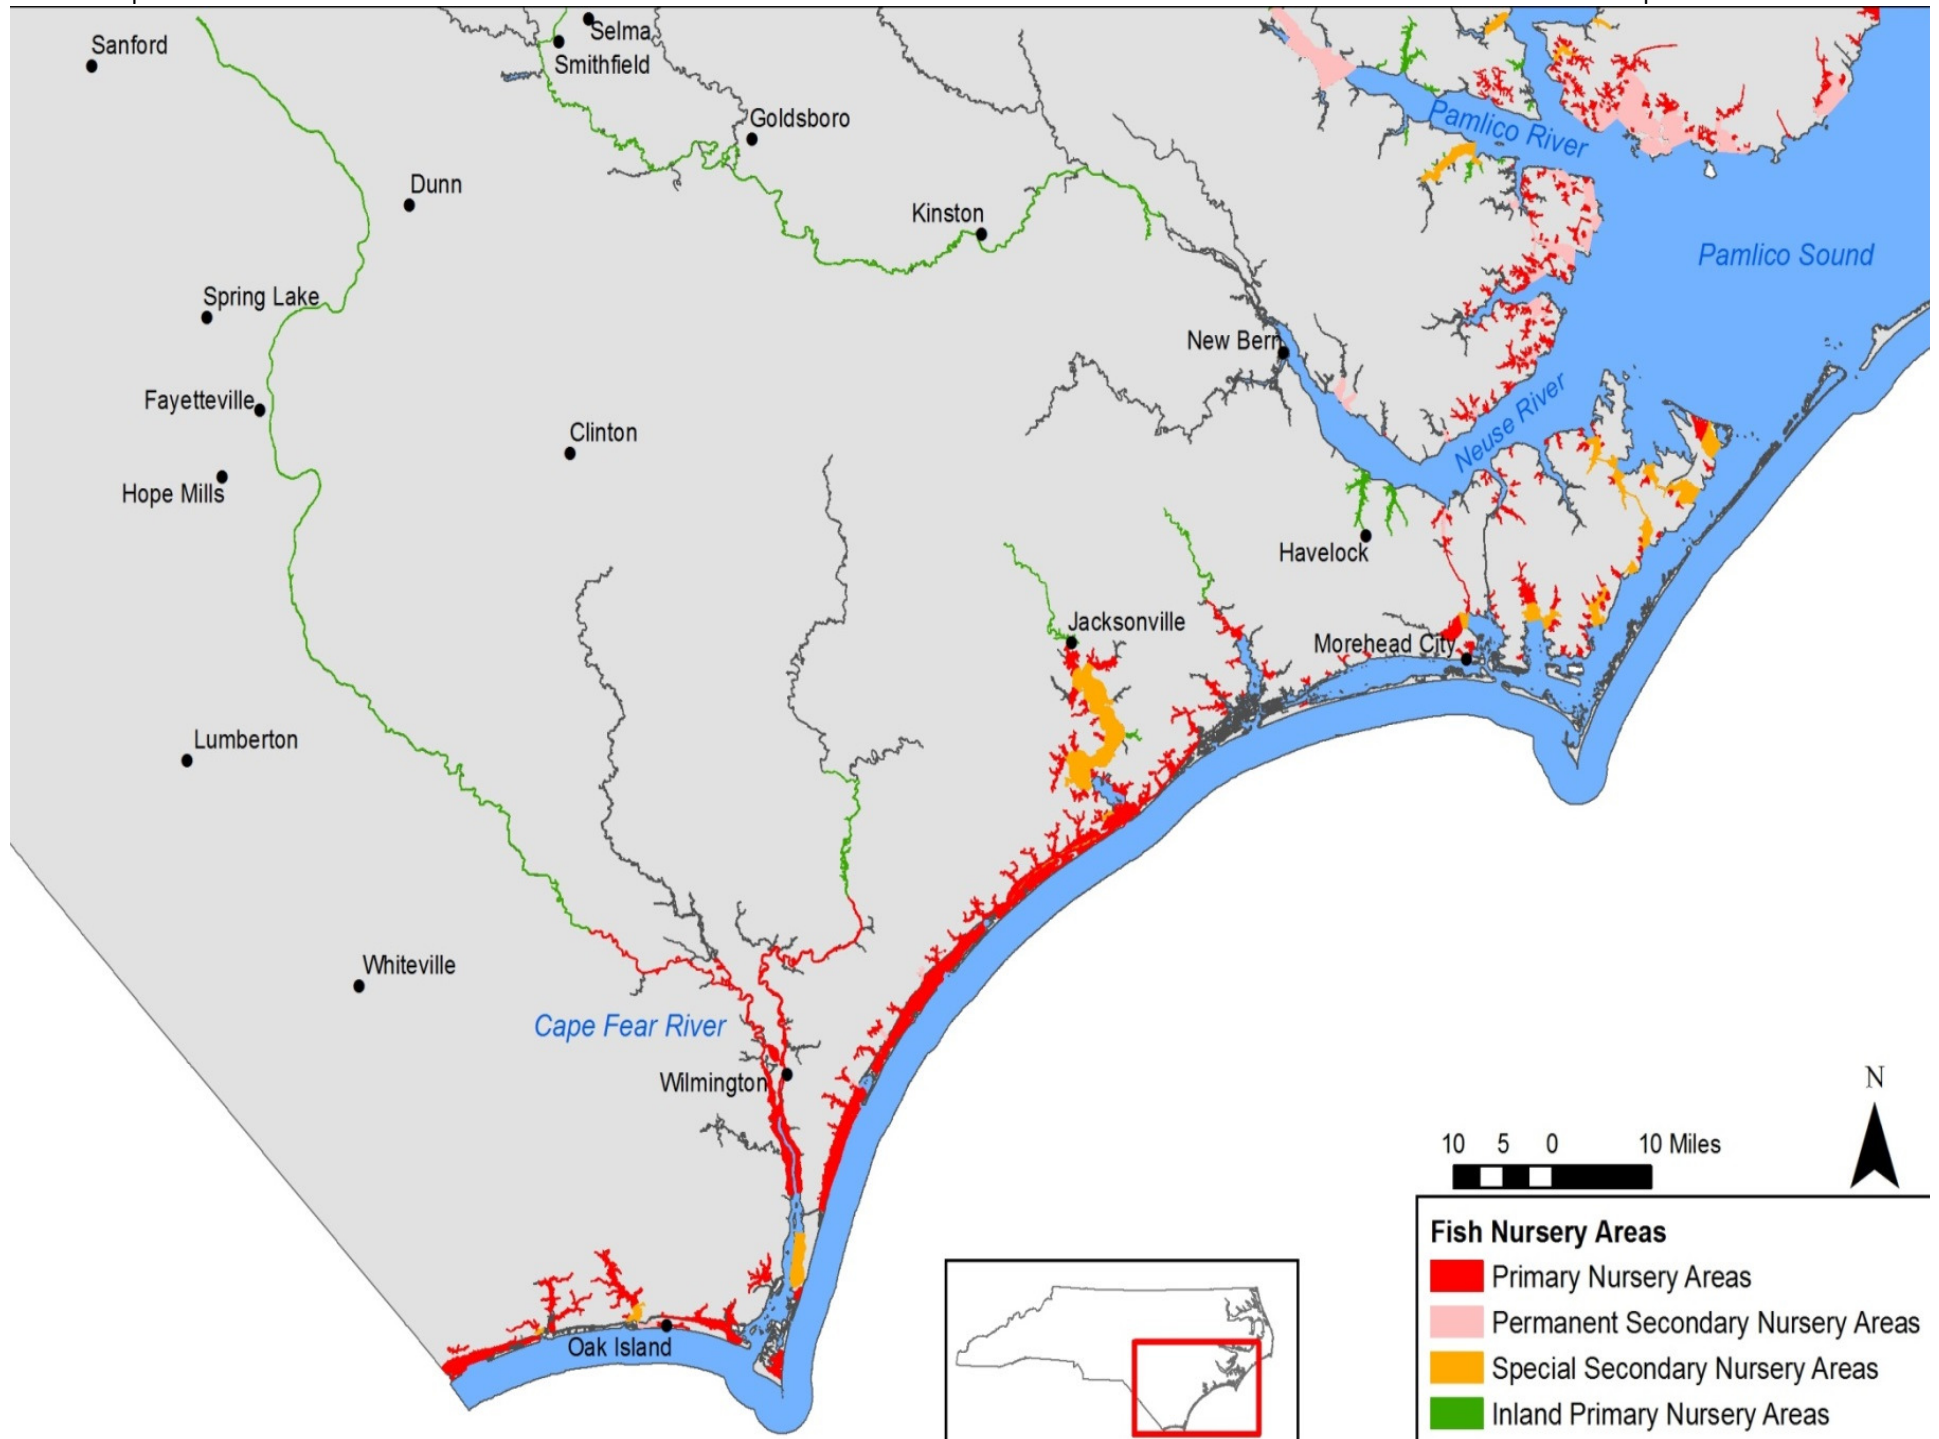 Selma
Sanford
Smithfield
Goldsboro
Pamlico River
Dunn
Kinston
Pamlico Sound
Spring Lake
New Bern
Fayetteville
Neuse River
Clinton
Hope Mills
Havelock
Jacksonville
Morehead City
Lumberton
Whiteville
Cape Fear River
Wilmington
Oak Island
N
10 5 0 10 Miles
Fish Nursery Areas
Primary Nursery Areas
Permanent Secondary Nursery Areas
Special Secondary Nursery Areas
Inland Primary Nursery Areas